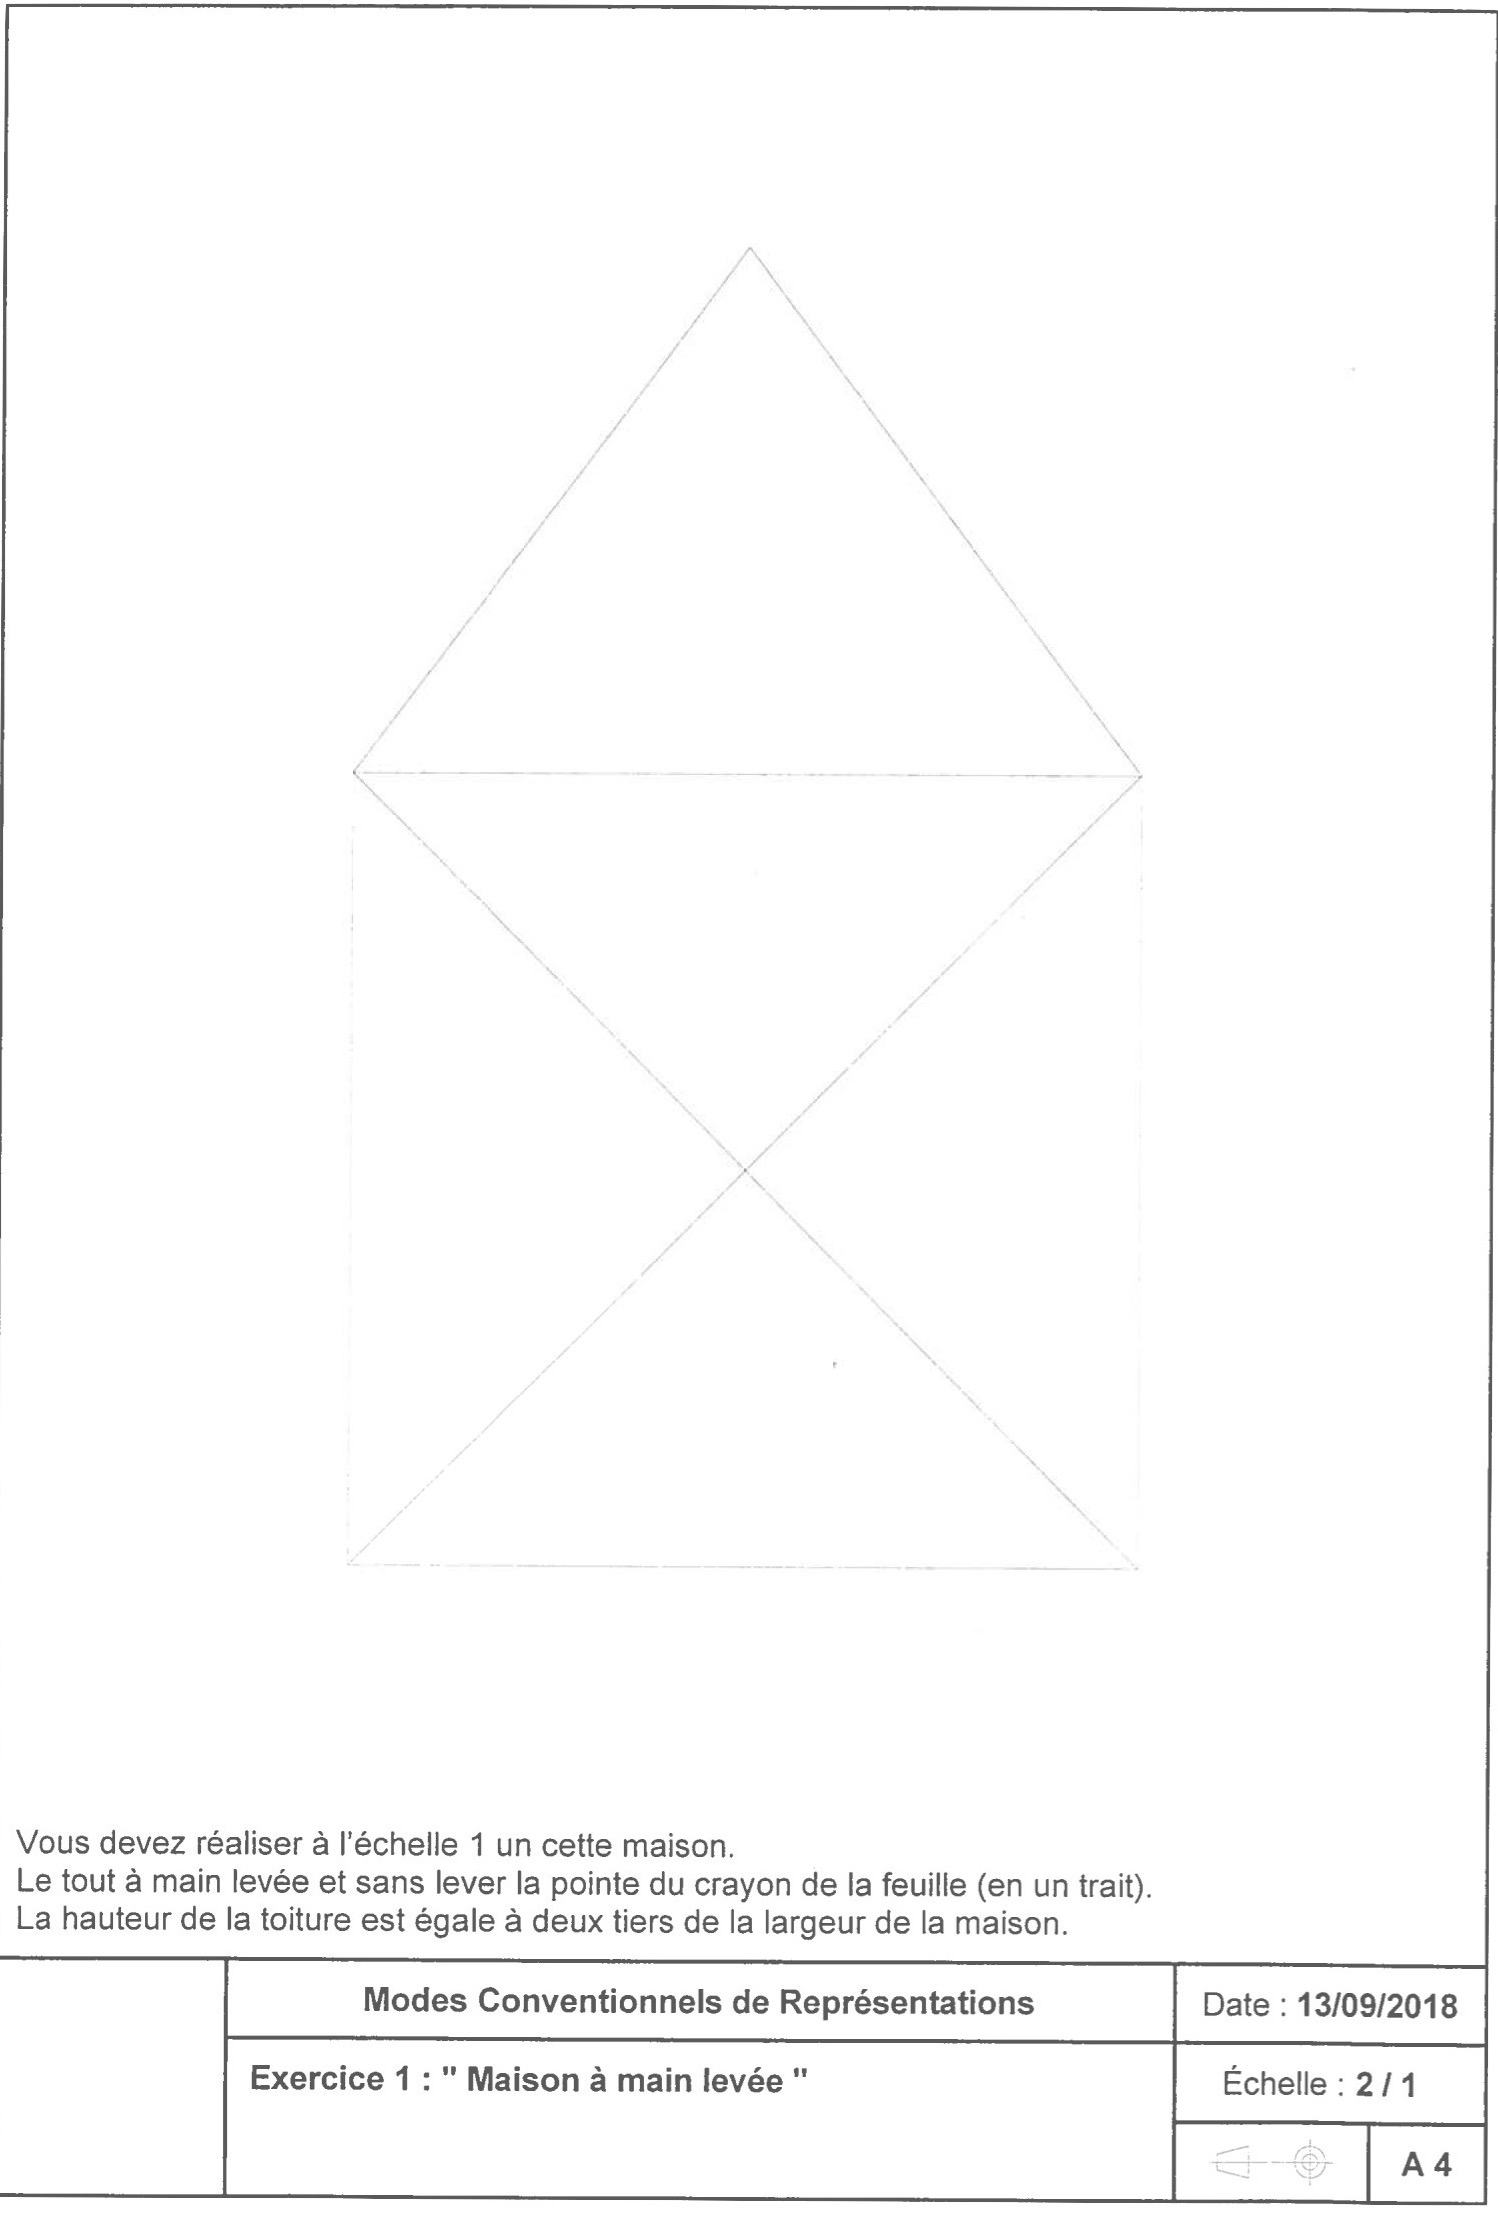 Vous devez réaliser à l'échelle 1 un cette maison.
Le tout à main levée et sans lever la pointe du crayon de la feuille (en un trait).
La hauteur de la toiture est égale à deux tiers de la largeur de la maison.
Modes Conventionnels de Représentations
Date : 13/09/2018
Exercice 1 : " Maison à main levée "
Échelle : 2 / 1
A 4